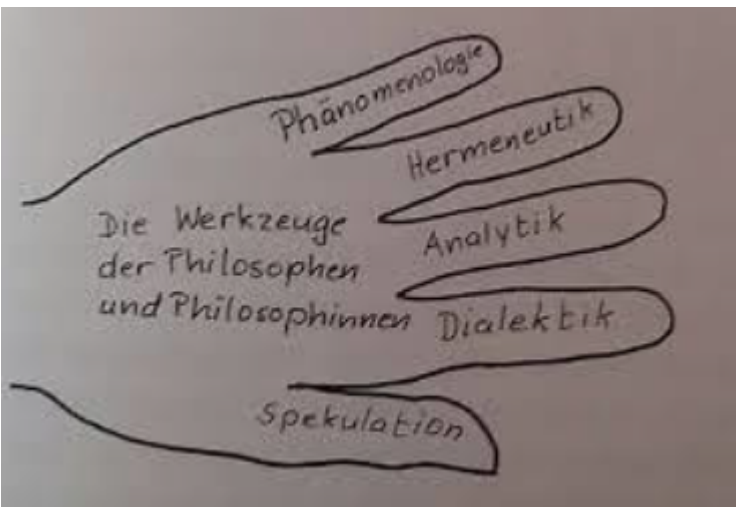 Phänomenologie
Hermeneutik
Die Werkzeuge
der Philosophen
und Philosophinnen
Analytik
Dialektik
Spekulation